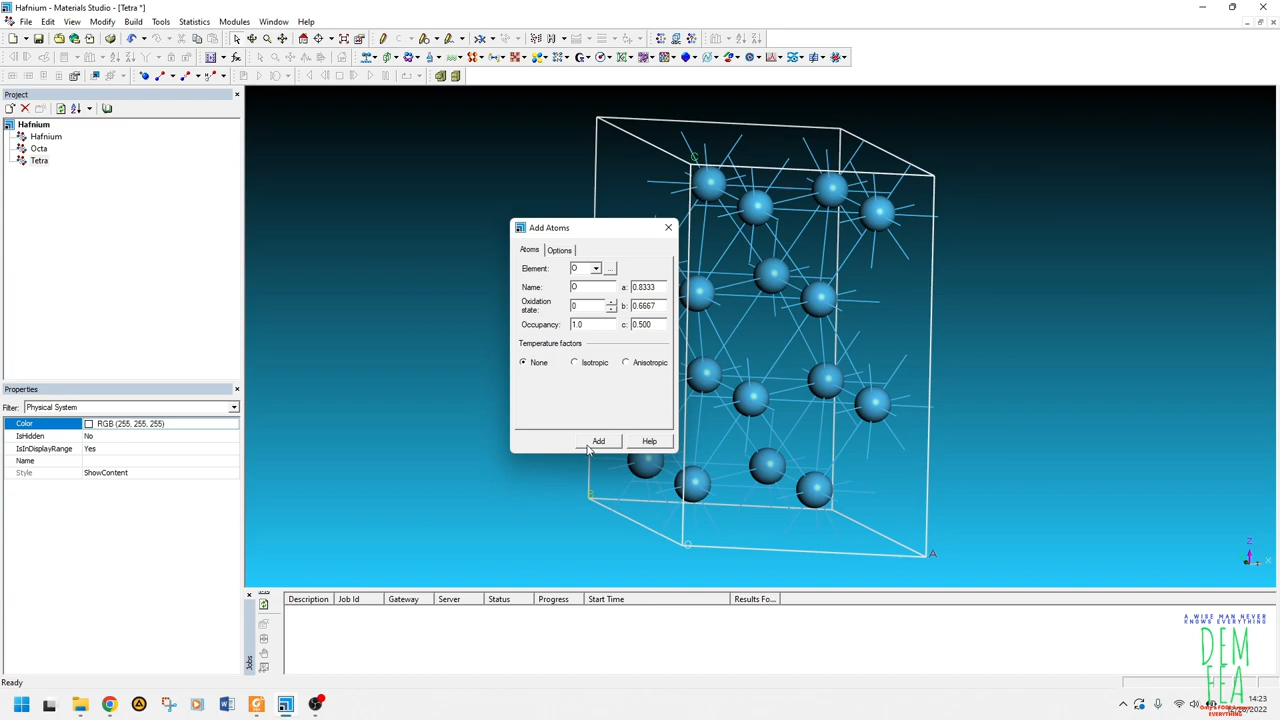 Hafnium - Materials Studio - [Tetra *]
File Edit View Modify Build Tools Statistics Modules Window Help
Project
Hafnium
Hafnium
Octa
Tetra
Properties
Filter: Physical System
Color RGB (255, 255, 255)
IsHidden No
IsInDisplayRange Yes
Name
Style ShowContent
C
B
O
A
Add Atoms
Atoms Options
Element: O ...
Name: O a: 0.8333
Oxidation state: 0 b: 0.6667
Occupancy: 1.0 c: 0.500
Temperature factors
None Isotropic Anisotropic
Add Help
Z
X
Jobs
Description Job Id Gateway Server Status Progress Start Time Results Fo...
A WISE MAN NEVER
KNOWS EVERYTHING
DEM
FEA
EVERYTHING
Ready
14:23